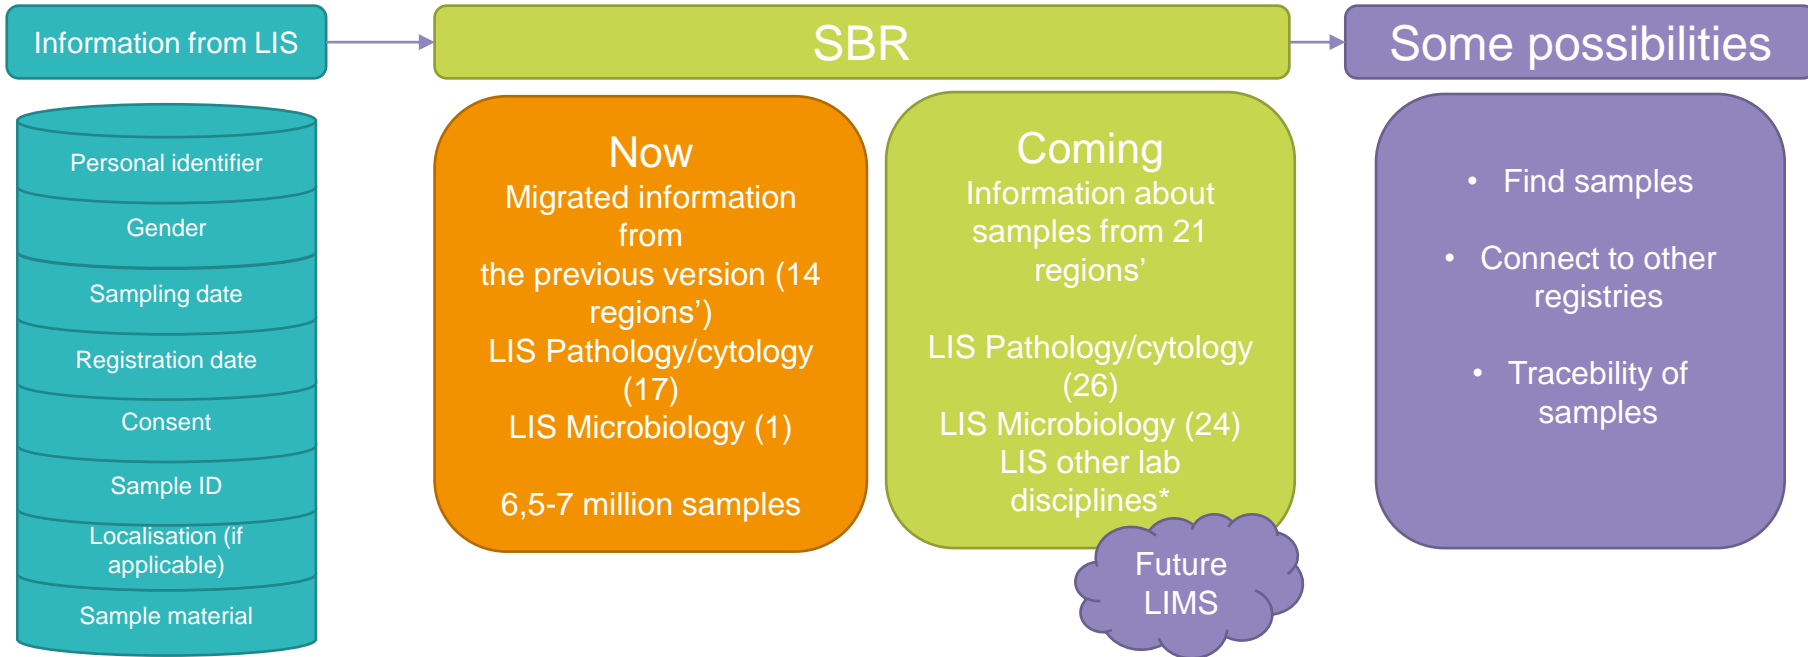 Information from LIS
SBR
Some possibilities
Personal identifier
Gender
Sampling date
Registration date
Consent
Sample ID
Localisation (if
applicable)
Sample material
Now
Migrated information
from
the previous version (14
regions’)
LIS Pathology/cytology
(17)
LIS Microbiology (1)
6,5-7 million samples
Coming
Information about
samples from 21
regions’
LIS Pathology/cytology
(26)
LIS Microbiology (24)
LIS other lab
disciplines*
Future
LIMS
• Find samples
• Connect to other
registries
• Tracebility of
samples